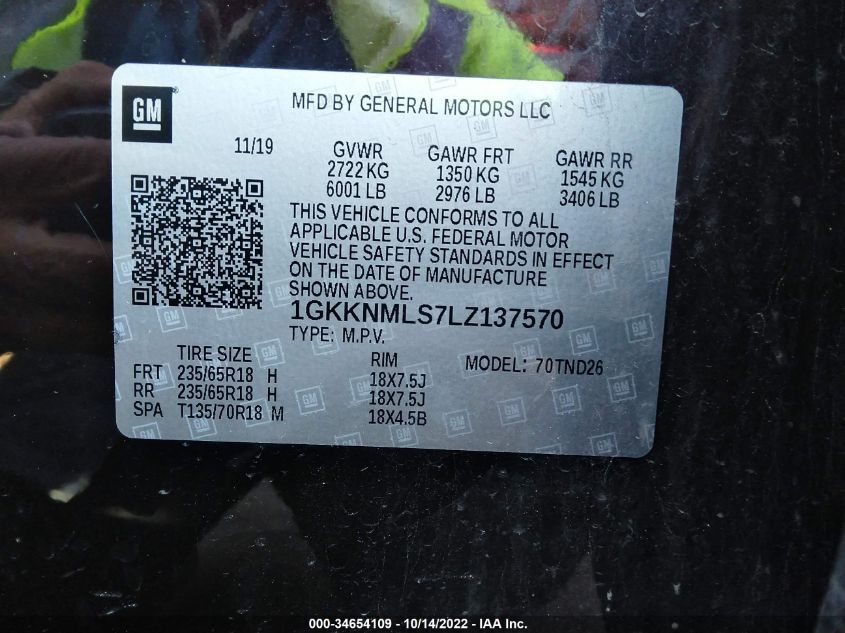 GM
MFD BY GENERAL MOTORS LLC
11/19
GVWR GAWR FRT GAWR RR
2722 KG 1350 KG 1545 KG
6001 LB 2976 LB 3406 LB
THIS VEHICLE CONFORMS TO ALL
APPLICABLE U.S. FEDERAL MOTOR
VEHICLE SAFETY STANDARDS IN EFFECT
ON THE DATE OF MANUFACTURE
SHOWN ABOVE.
1GKKNMLS7LZ137570
TYPE: M.P.V.
TIRE SIZE RIM MODEL: 70TND26
FRT 235/65R18 H 18X7.5J
RR 235/65R18 H 18X7.5J
SPA T135/70R18 M 18X4.5B
000-34654109 - 10/14/2022 - IAA Inc.